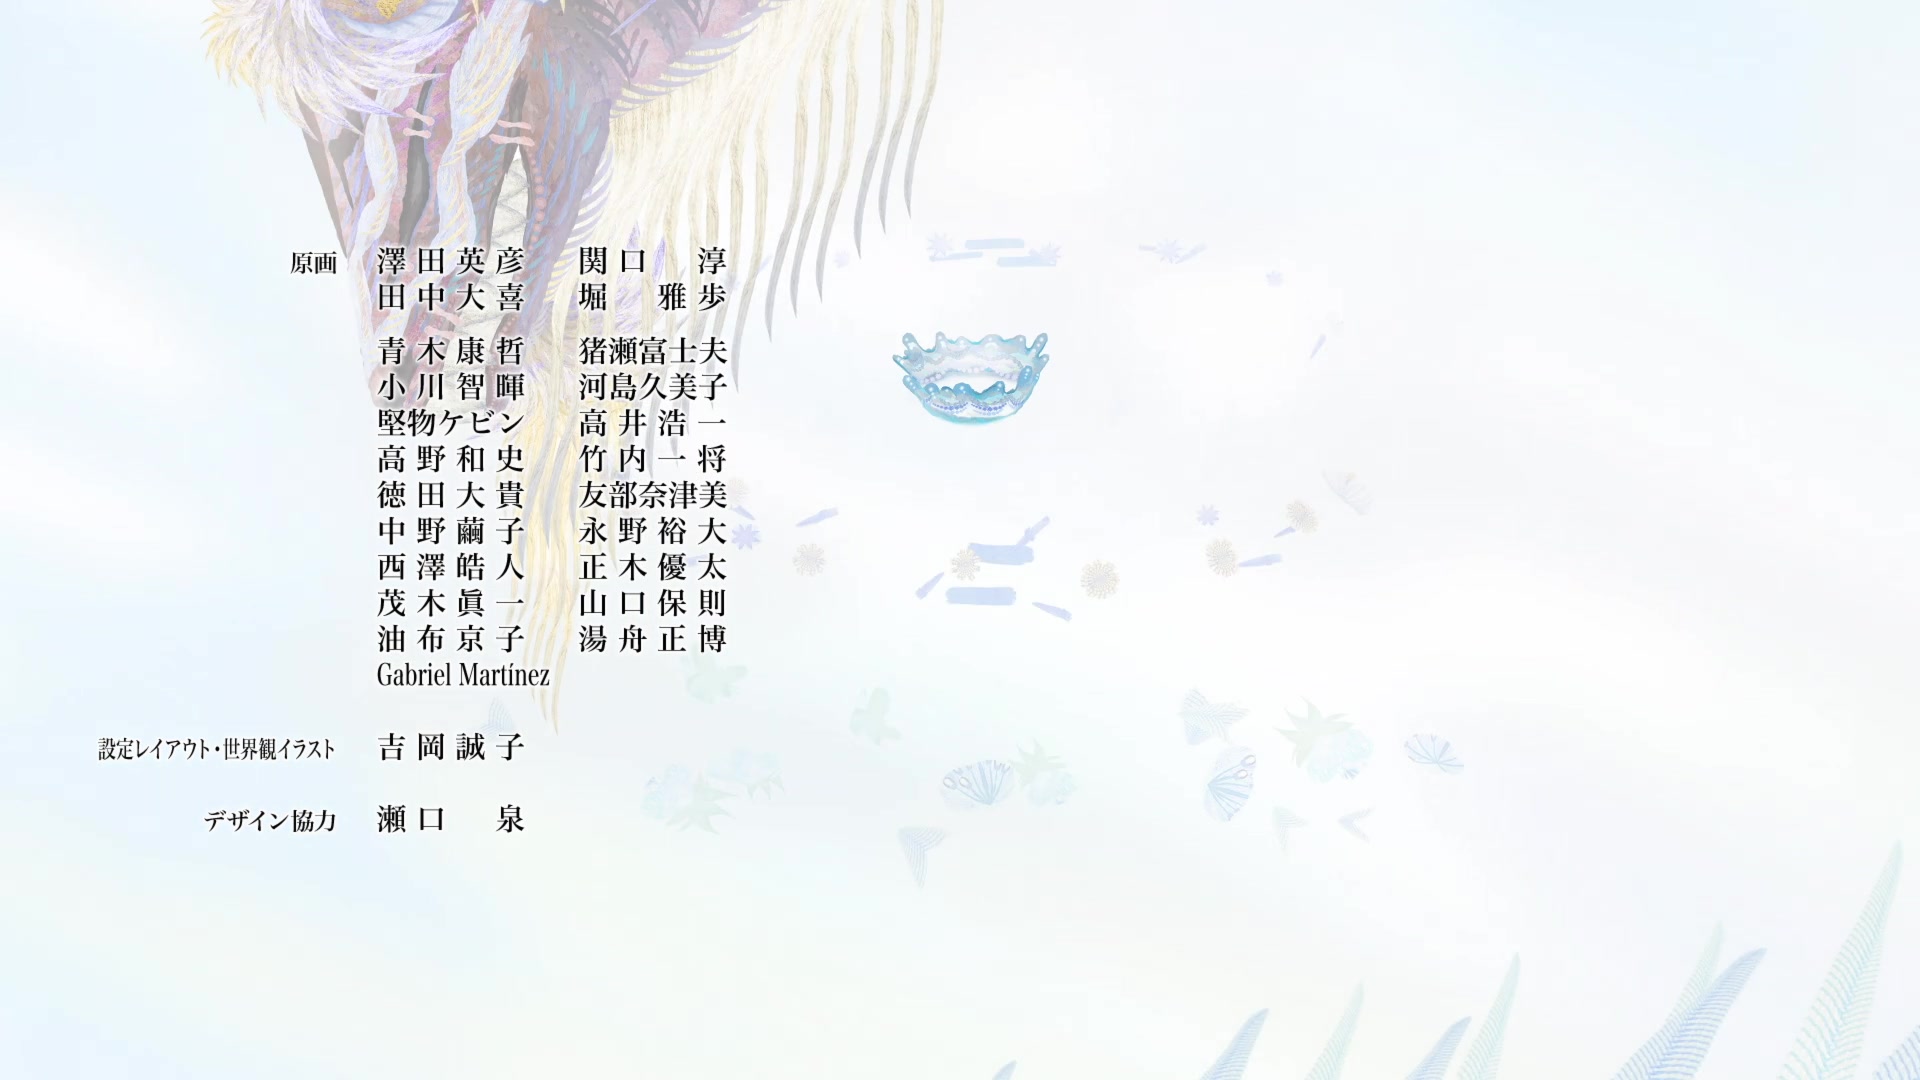 原画 澤田英彦 関口淳
田中大喜 堀雅歩
青木康哲 猪瀬富士夫
小川智暉 河島久美子
堅物ケビン 高井浩一
高野和史 竹内一将
徳田大貴 友部奈津美
中野繭子 永野裕大
西澤皓人 正木優太
茂木眞一 山口保則
油布京子 湯舟正博
Gabriel Martínez
設定レイアウト・世界観イラスト 吉岡誠子
デザイン協力 瀬口泉